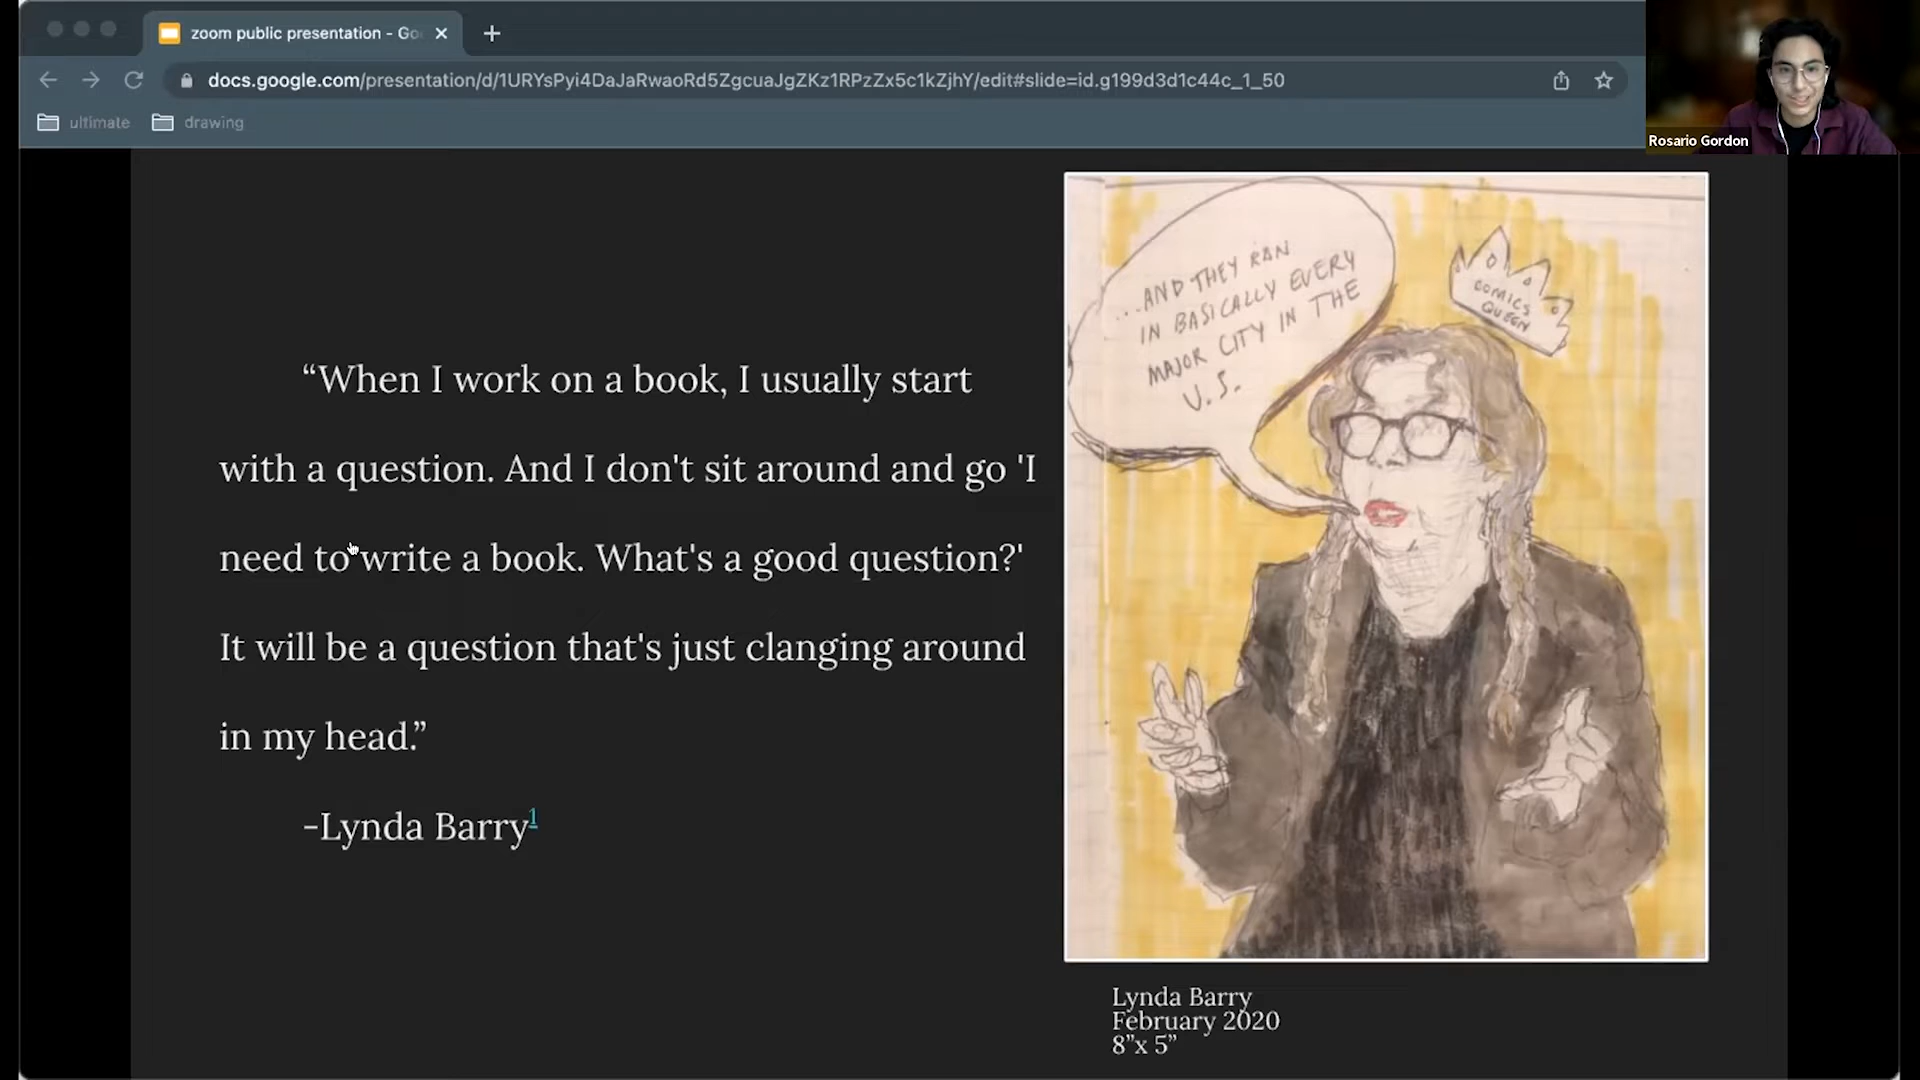 zoom public presentation - Go
docs.google.com/presentation/d/1URYsPyi4DaJaRwaoRd5ZgcuaJgZKz1RPzZx5c1kZjhY/edit#slide=id.g199d3d1c44c_1_50
ultimate
drawing
Rosario Gordon
“When I work on a book, I usually start
with a question. And I don't sit around and go 'I
need to write a book. What's a good question?'
It will be a question that's just clanging around
in my head.”
-Lynda Barry1
...AND THEY RAN
IN BASICALLY EVERY
MAJOR CITY IN THE
U.S.
COMICS
QUEEN
Lynda Barry
February 2020
8”x 5”